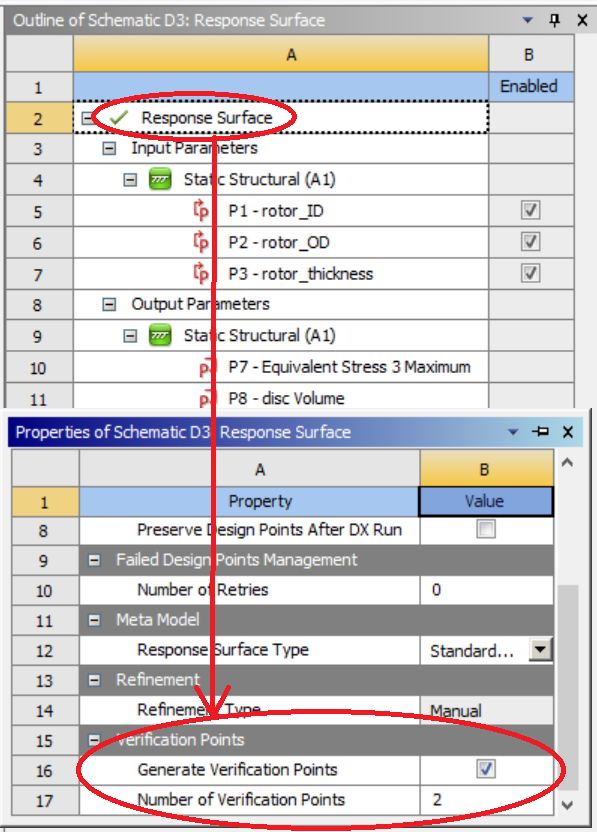 Outline of Schematic D3: Response Surface
A B
1 Enabled
2 Response Surface
3 Input Parameters
4 Static Structural (A1)
5 P1 - rotor_ID
6 P2 - rotor_OD
7 P3 - rotor_thickness
8 Output Parameters
9 Static Structural (A1)
10 P7 - Equivalent Stress 3 Maximum
11 P8 - disc Volume
Properties of Schematic D3: Response Surface
A B
1 Property Value
8 Preserve Design Points After DX Run
9 Failed Design Points Management
10 Number of Retries 0
11 Meta Model
12 Response Surface Type Standard...
13 Refinement
14 Refinement Type Manual
15 Verification Points
16 Generate Verification Points
17 Number of Verification Points 2